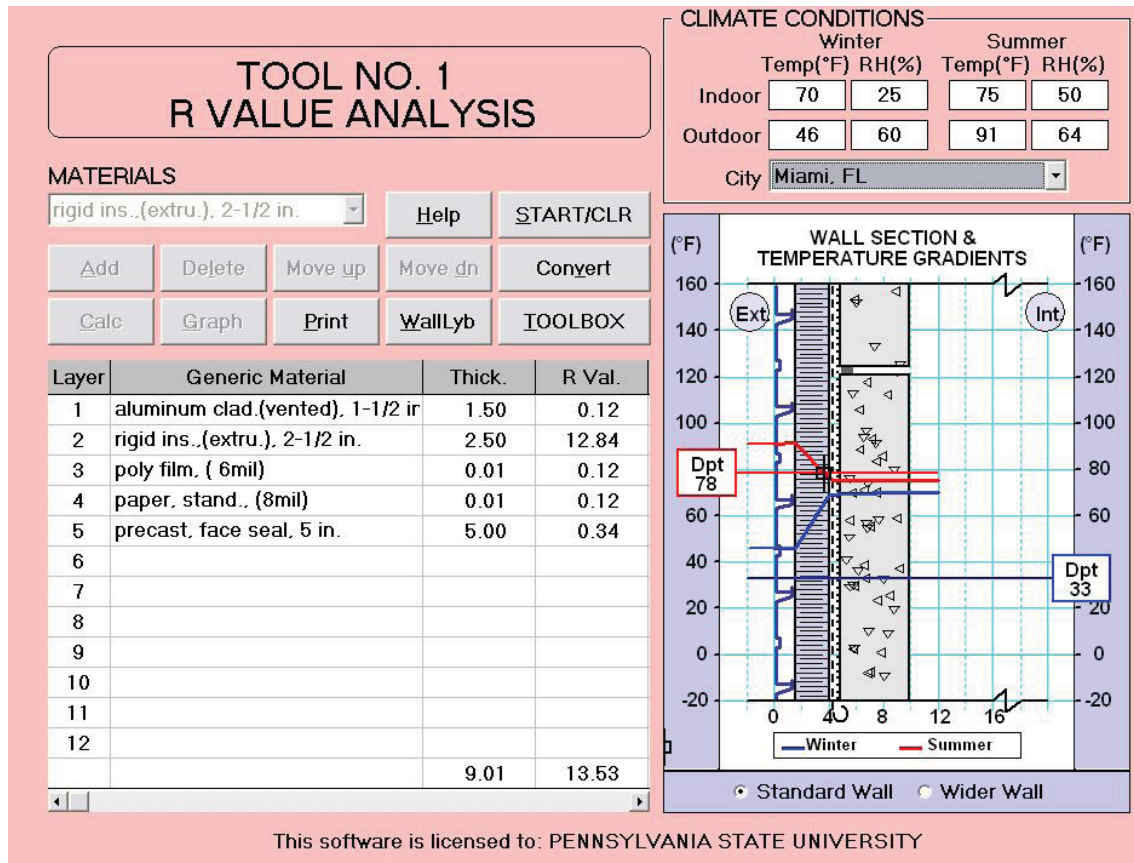 TOOL NO. 1
R VALUE ANALYSIS
CLIMATE CONDITIONS
Winter Summer
Temp(°F) RH(%) Temp(°F) RH(%)
Indoor 70 25 75 50
Outdoor 46 60 91 64
City Miami, FL
MATERIALS
rigid ins.,(extru.), 2-1/2 in.
Help START/CLR
Add Delete Move up Move dn Convert
Calc Graph Print WallLyb TOOLBOX
Layer Generic Material Thick. R Val.
1 aluminum clad.(vented), 1-1/2 ir 1.50 0.12
2 rigid ins.,(extru.), 2-1/2 in. 2.50 12.84
3 poly film, ( 6mil) 0.01 0.12
4 paper, stand., (8mil) 0.01 0.12
5 precast, face seal, 5 in. 5.00 0.34
6
7
8
9
10
11
12
9.01 13.53
(°F) WALL SECTION & (°F)
TEMPERATURE GRADIENTS
160 160
Ext. Int.
140 140
120 120
100 100
Dpt 80
78
60 60
40 40
Dpt
33
20 20
0 0
-20 -20
0 4 8 12 16
Winter Summer
Standard Wall Wider Wall
This software is licensed to: PENNSYLVANIA STATE UNIVERSITY